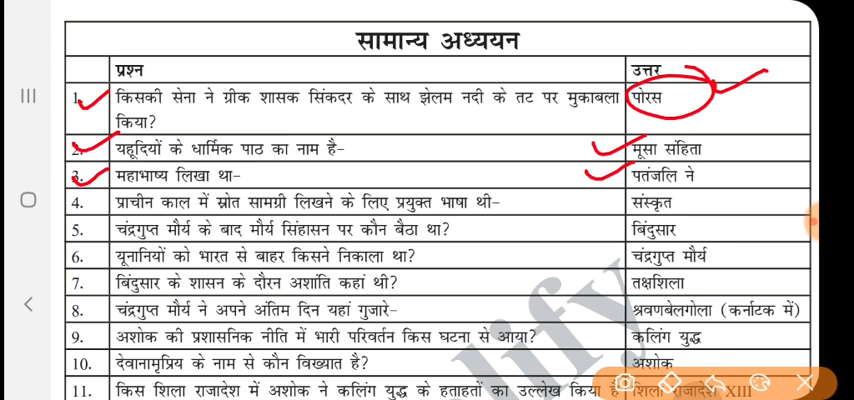 सामान्य अध्ययन
प्रश्न उत्तर
1. किसकी सेना ने ग्रीक शासक सिंकदर के साथ झेलम नदी के तट पर मुकाबला पोरस
किया?
2. यहूदियों के धार्मिक पाठ का नाम है- मूसा संहिता
3. महाभाष्य लिखा था- पतंजलि ने
4. प्राचीन काल में स्रोत सामग्री लिखने के लिए प्रयुक्त भाषा थी- संस्कृत
5. चंद्रगुप्त मौर्य के बाद मौर्य सिंहासन पर कौन बैठा था? बिंदुसार
6. यूनानियों को भारत से बाहर किसने निकाला था? चंद्रगुप्त मौर्य
7. बिंदुसार के शासन के दौरन अशांति कहां थी? तक्षशिला
8. चंद्रगुप्त मौर्य ने अपने अंतिम दिन यहां गुजारे- श्रवणबेलगोला (कर्नाटक में)
9. अशोक की प्रशासनिक नीति में भारी परिवर्तन किस घटना से आया? कलिंग युद्ध
10. देवानामृप्रिय के नाम से कौन विख्यात है? अशोक
11. किस शिला राजादेश में अशोक ने कलिंग युद्ध के हताहतों का उल्लेख किया है शिला राजादेश XIII